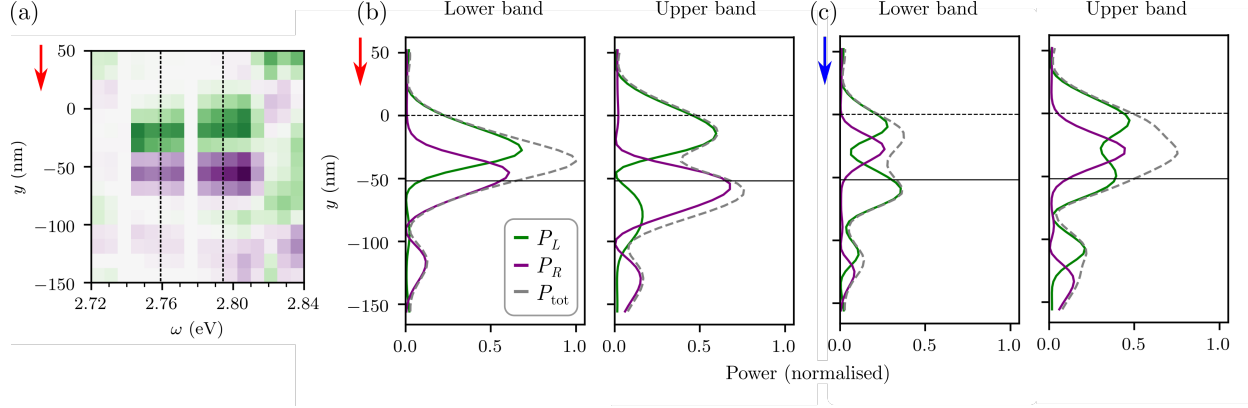 (a)
50
0
−50
−100
−150
y (nm)
2.72
2.76
2.80
2.84
ω (eV)
(b)
Lower band
Upper band
50
0
−50
−100
−150
y (nm)
P_L
P_R
P_tot
0.0
0.5
1.0
0.0
0.5
1.0
(c)
Lower band
Upper band
0.0
0.5
1.0
0.0
0.5
1.0
Power (normalised)